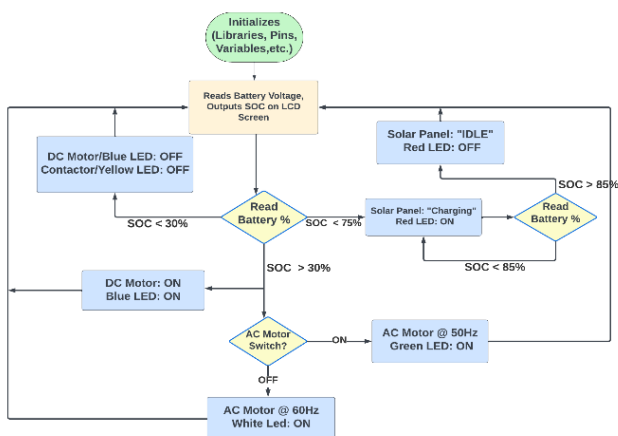 Initializes
(Libraries, Pins,
Variables,etc.)
Reads Battery Voltage,
Outputs SOC on LCD
Screen
Solar Panel: "IDLE"
Red LED: OFF
DC Motor/Blue LED: OFF
Contactor/Yellow LED: OFF
SOC > 85%
Read
Battery %
SOC < 30%
SOC < 75%
Solar Panel: "Charging"
Red LED: ON
Read
Battery %
SOC < 85%
SOC > 30%
DC Motor: ON
Blue LED: ON
AC Motor
Switch?
ON
AC Motor @ 50Hz
Green LED: ON
OFF
AC Motor @ 60Hz
White Led: ON